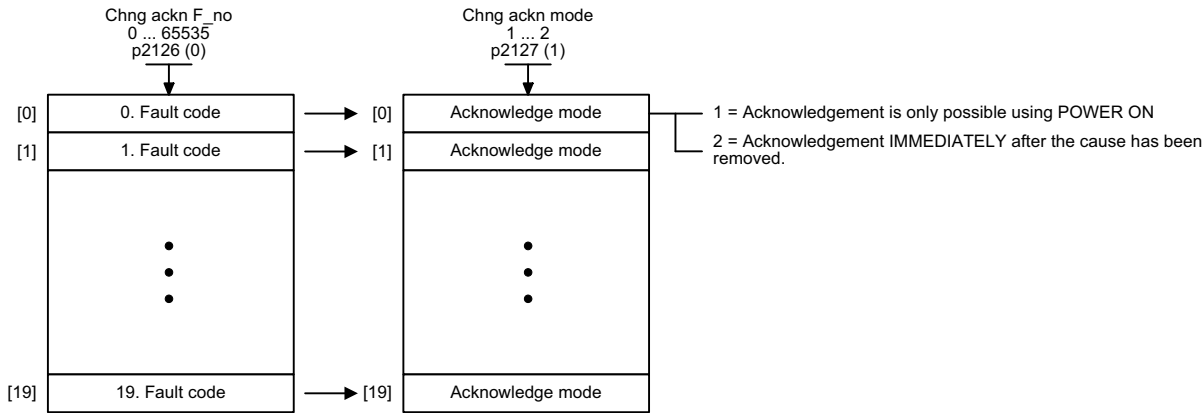 Chng ackn F_no
0 ... 65535
p2126 (0)
Chng ackn mode
1 ... 2
p2127 (1)
[0] 0. Fault code [0] Acknowledge mode 1 = Acknowledgement is only possible using POWER ON
[1] 1. Fault code [1] Acknowledge mode 2 = Acknowledgement IMMEDIATELY after the cause has been
removed.
[19] 19. Fault code [19] Acknowledge mode